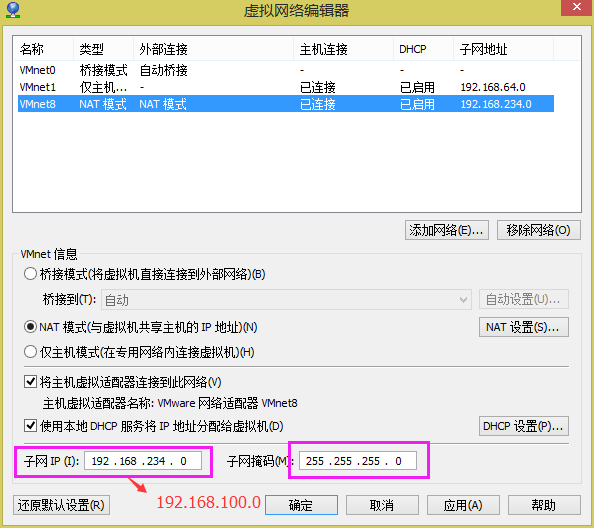 虚拟网络编辑器
名称 类型 外部连接 主机连接 DHCP 子网地址
VMnet0 桥接模式 自动桥接 - - -
VMnet1 仅主机... - 已连接 已启用 192.168.64.0
VMnet8 NAT 模式 NAT 模式 已连接 已启用 192.168.234.0
添加网络(E)... 移除网络(O)
VMnet 信息
桥接模式(将虚拟机直接连接到外部网络)(B)
桥接到(T): 自动 自动设置(U)...
NAT 模式(与虚拟机共享主机的 IP 地址)(N) NAT 设置(S)...
仅主机模式(在专用网络内连接虚拟机)(H)
将主机虚拟适配器连接到此网络(V)
主机虚拟适配器名称: VMware 网络适配器 VMnet8
使用本地 DHCP 服务将 IP 地址分配给虚拟机(D) DHCP 设置(P)...
子网 IP (I): 192 .168 .234 . 0 子网掩码(M): 255 .255 .255 . 0
192.168.100.0
还原默认设置(R) 确定 取消 应用(A) 帮助